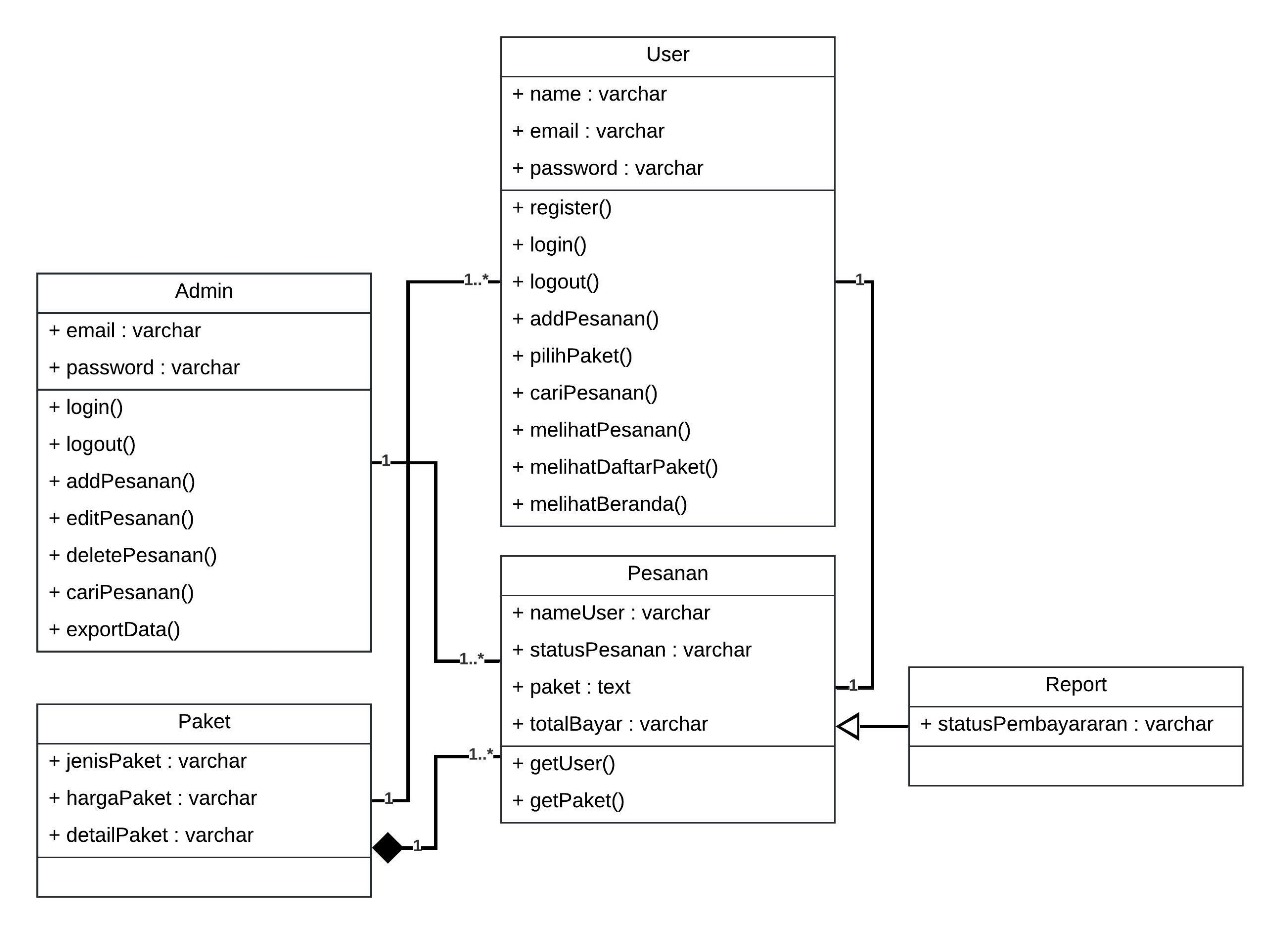 User
+ name : varchar
+ email : varchar
+ password : varchar
+ register()
+ login()
+ logout()
+ addPesanan()
+ pilihPaket()
+ cariPesanan()
+ melihatPesanan()
+ melihatDaftarPaket()
+ melihatBeranda()
Admin
+ email : varchar
+ password : varchar
+ login()
+ logout()
+ addPesanan()
+ editPesanan()
+ deletePesanan()
+ cariPesanan()
+ exportData()
1..*
1
1
1..*
1
Pesanan
+ nameUser : varchar
+ statusPesanan : varchar
+ paket : text
+ totalBayar : varchar
+ getUser()
+ getPaket()
Report
+ statusPembayararan : varchar
Paket
+ jenisPaket : varchar
+ hargaPaket : varchar
+ detailPaket : varchar
1..*
1
1